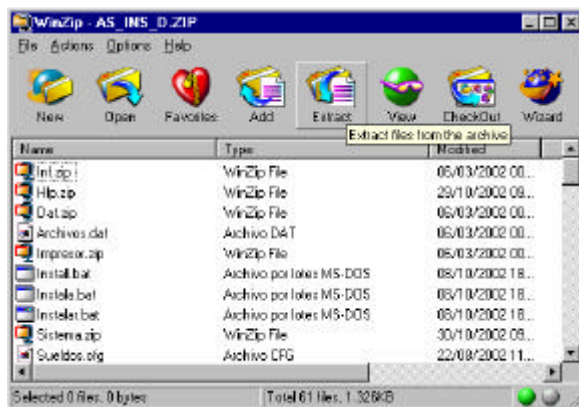 WinZip - AS_INS_D.ZIP
File Actions Options Help
New Open Favorites Add Extract View CheckOut Wizard
Extract files from the archive
Name Type Modified
Inf.zip WinZip File 06/03/2002 00...
Hlp.zip WinZip File 29/10/2002 09...
Dat.zip WinZip File 06/03/2002 00...
Archivos.dat Archivo DAT 06/03/2002 00...
Impresor.zip WinZip File 06/03/2002 00...
Install.bat Archivo por lotes MS-DOS 08/10/2002 18...
Instala.bat Archivo por lotes MS-DOS 08/10/2002 18...
Instalar.bat Archivo por lotes MS-DOS 08/10/2002 18...
Sistema.zip WinZip File 30/10/2002 09...
Sueldos.cfg Archivo CFG 22/08/2002 11...
Selected 0 files, 0 bytes Total 61 files, 1.326KB